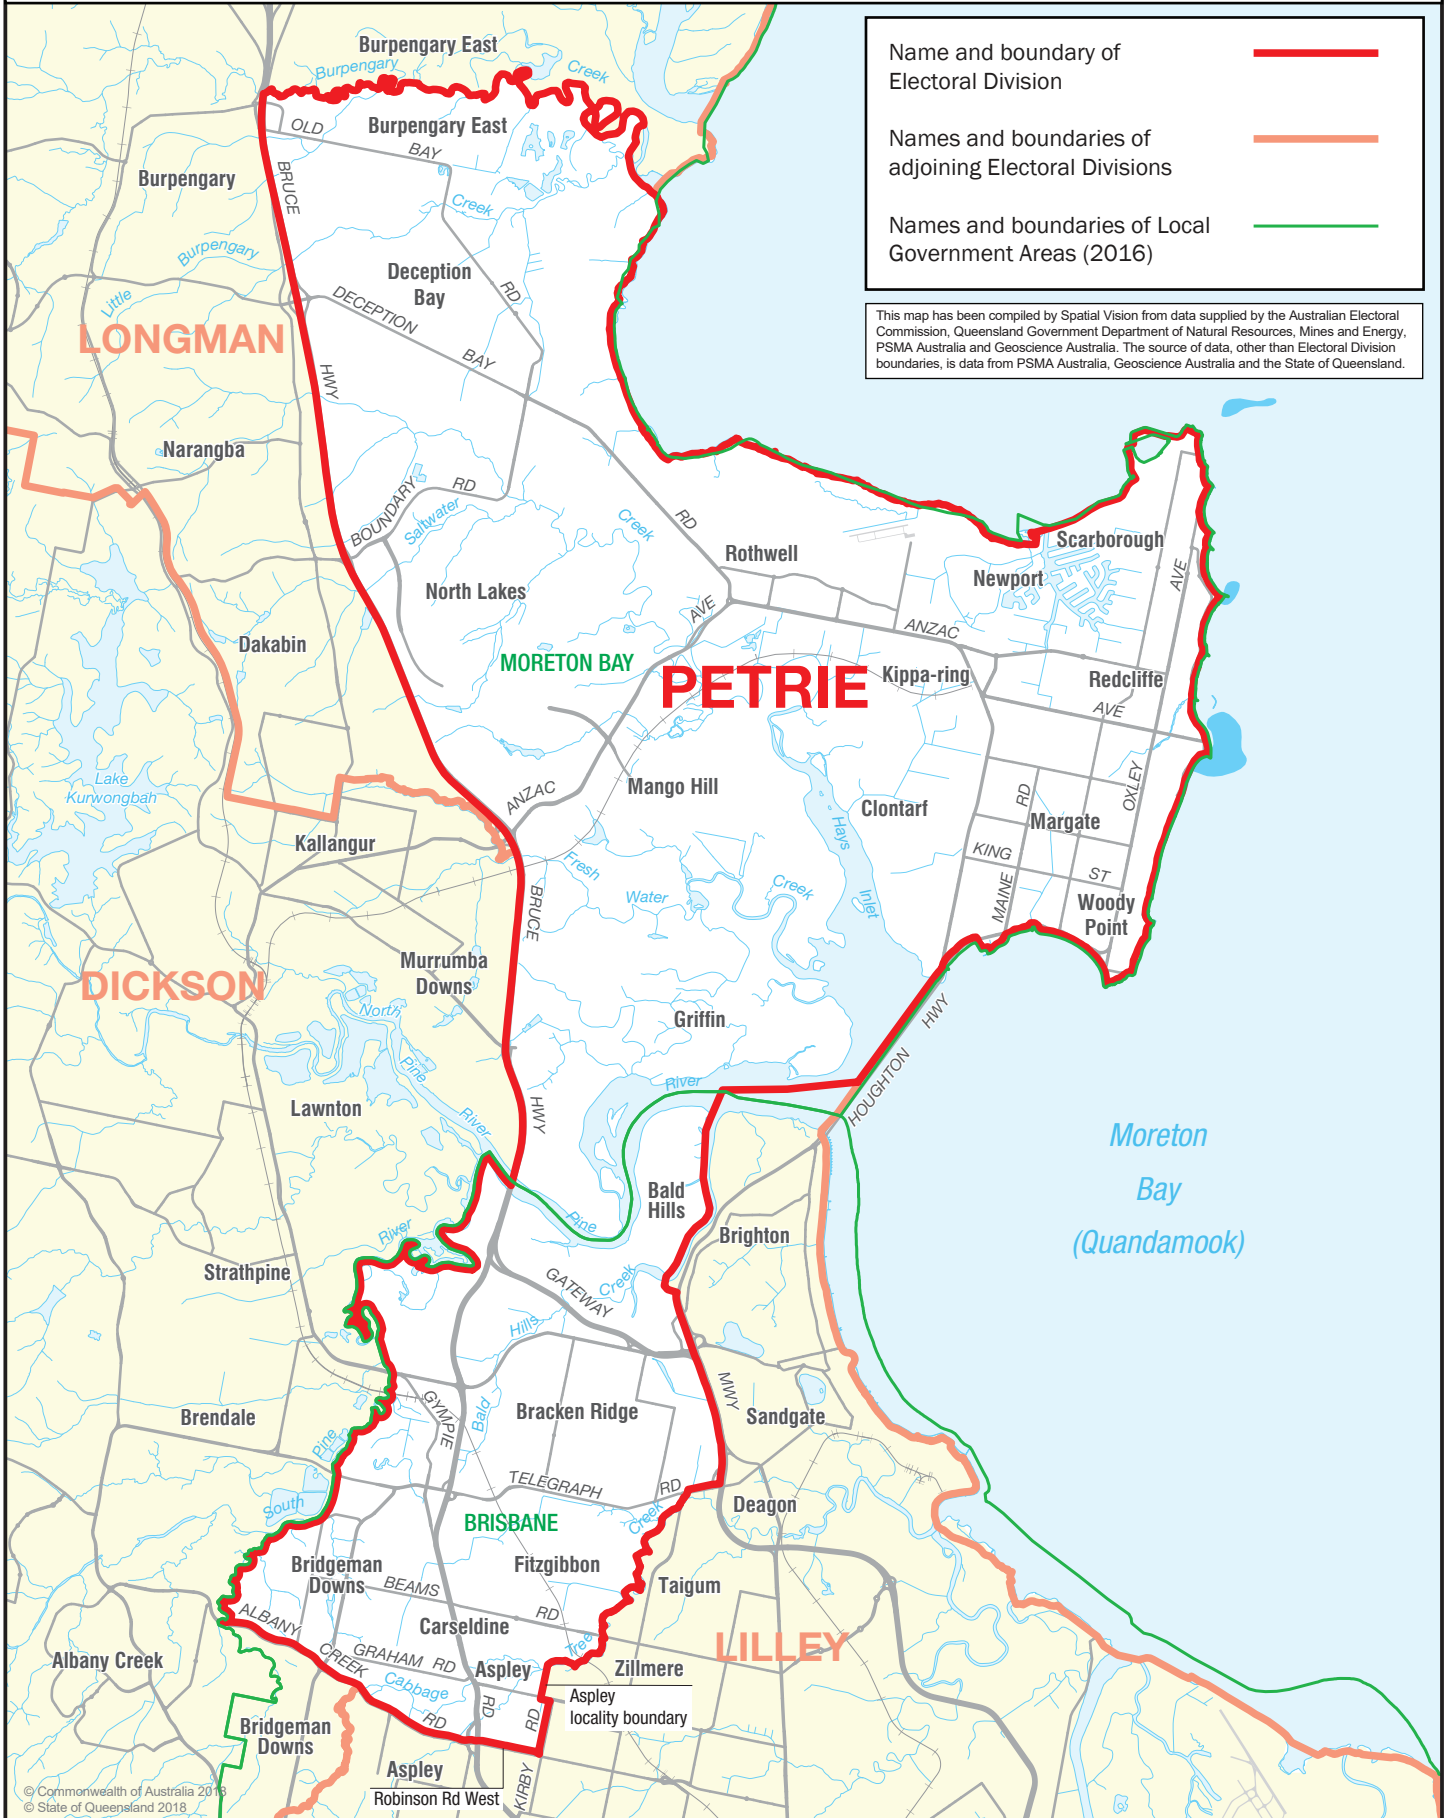 Name and boundary of
Electoral Division
Names and boundaries of
adjoining Electoral Divisions
Names and boundaries of Local
Government Areas (2016)
This map has been compiled by Spatial Vision from data supplied by the Australian Electoral
Commission, Queensland Government Department of Natural Resources, Mines and Energy,
PSMA Australia and Geoscience Australia. The source of data, other than Electoral Division
boundaries, is data from PSMA Australia, Geoscience Australia and the State of Queensland.
Burpengary East
Burpengary
Creek
OLD
Burpengary East
BAY
Burpengary
BRUCE
Creek
Burpengary
Little
Deception
Bay
RD
DECEPTION
BAY
LONGMAN
HWY
Narangba
BOUNDARY
RD
Saltwater
Creek
RD
Rothwell
Scarborough
Newport
AVE
North Lakes
AVE
ANZAC
Dakabin
MORETON BAY
PETRIE
Kippa-ring
Redcliffe
AVE
Lake
Kurwongbah
ANZAC
Mango Hill
Clontarf
Hays
Inlet
RD
OXLEY
Margate
Kallangur
KING
ST
Fresh
Water
Creek
MAINE
Woody
Point
BRUCE
Murrumba
Downs
DICKSON
North
Pine
River
Griffin
HWY
HOUGHTON
River
Lawnton
HWY
Moreton
Bay
(Quandamook)
Bald
Hills
Pine
Brighton
River
Strathpine
GATEWAY
Creek
Hills
Bald
MWY
GYMPIE
Bracken Ridge
Sandgate
Brendale
Pine
South
TELEGRAPH
RD
Creek
Deagon
BRISBANE
Bridgeman
Downs
Fitzgibbon
BEAMS
RD
Taigum
ALBANY
CREEK
RD
Carseldine
GRAHAM RD
Tree
LILLEY
Albany Creek
Aspley
Zillmere
Cabbage
RD
RD
Aspley
locality boundary
Bridgeman
Downs
Aspley
Robinson Rd West
KIRBY
© Commonwealth of Australia 2018
© State of Queensland 2018